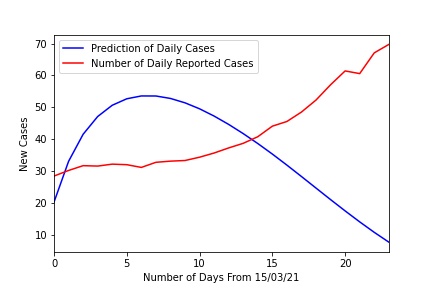 Prediction of Daily Cases
Number of Daily Reported Cases
70
60
50
40
30
20
10
New Cases
0 5 10 15 20
Number of Days From 15/03/21